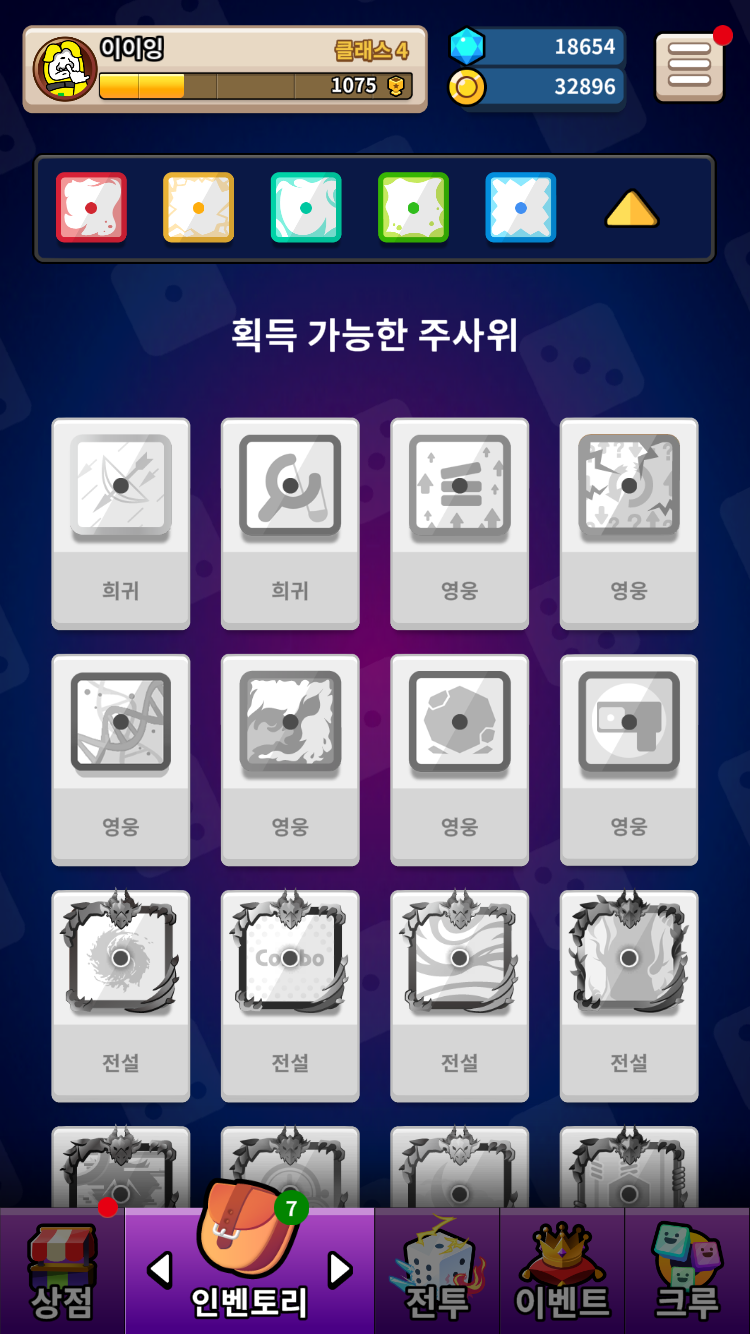 이이잉
클래스 4
1075
18654
32896
획득 가능한 주사위
희귀
희귀
영웅
영웅
영웅
영웅
영웅
영웅
Combo
전설
전설
전설
전설
7
상점
인벤토리
전투
이벤트
크루